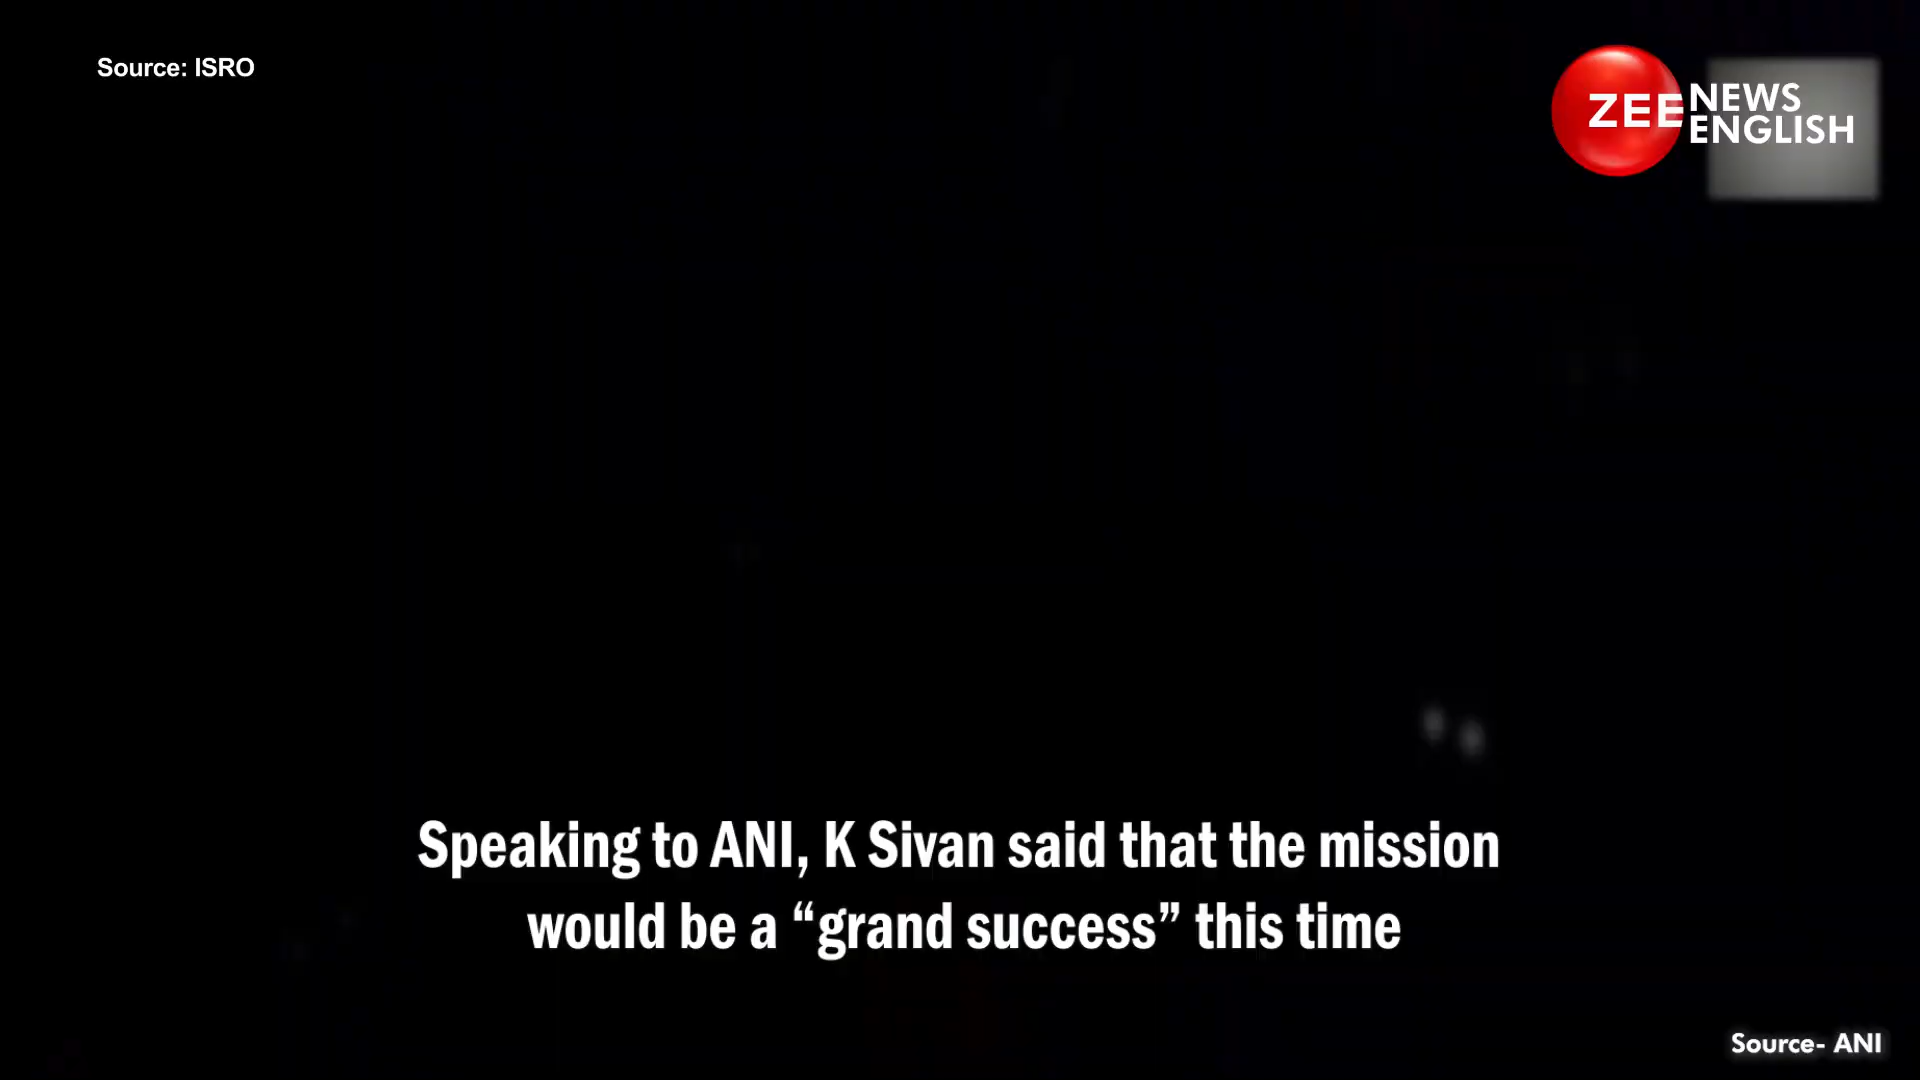 Source: ISRO
ZEE NEWS
ENGLISH
Speaking to ANI, K Sivan said that the mission
would be a “grand success” this time
Source- ANI